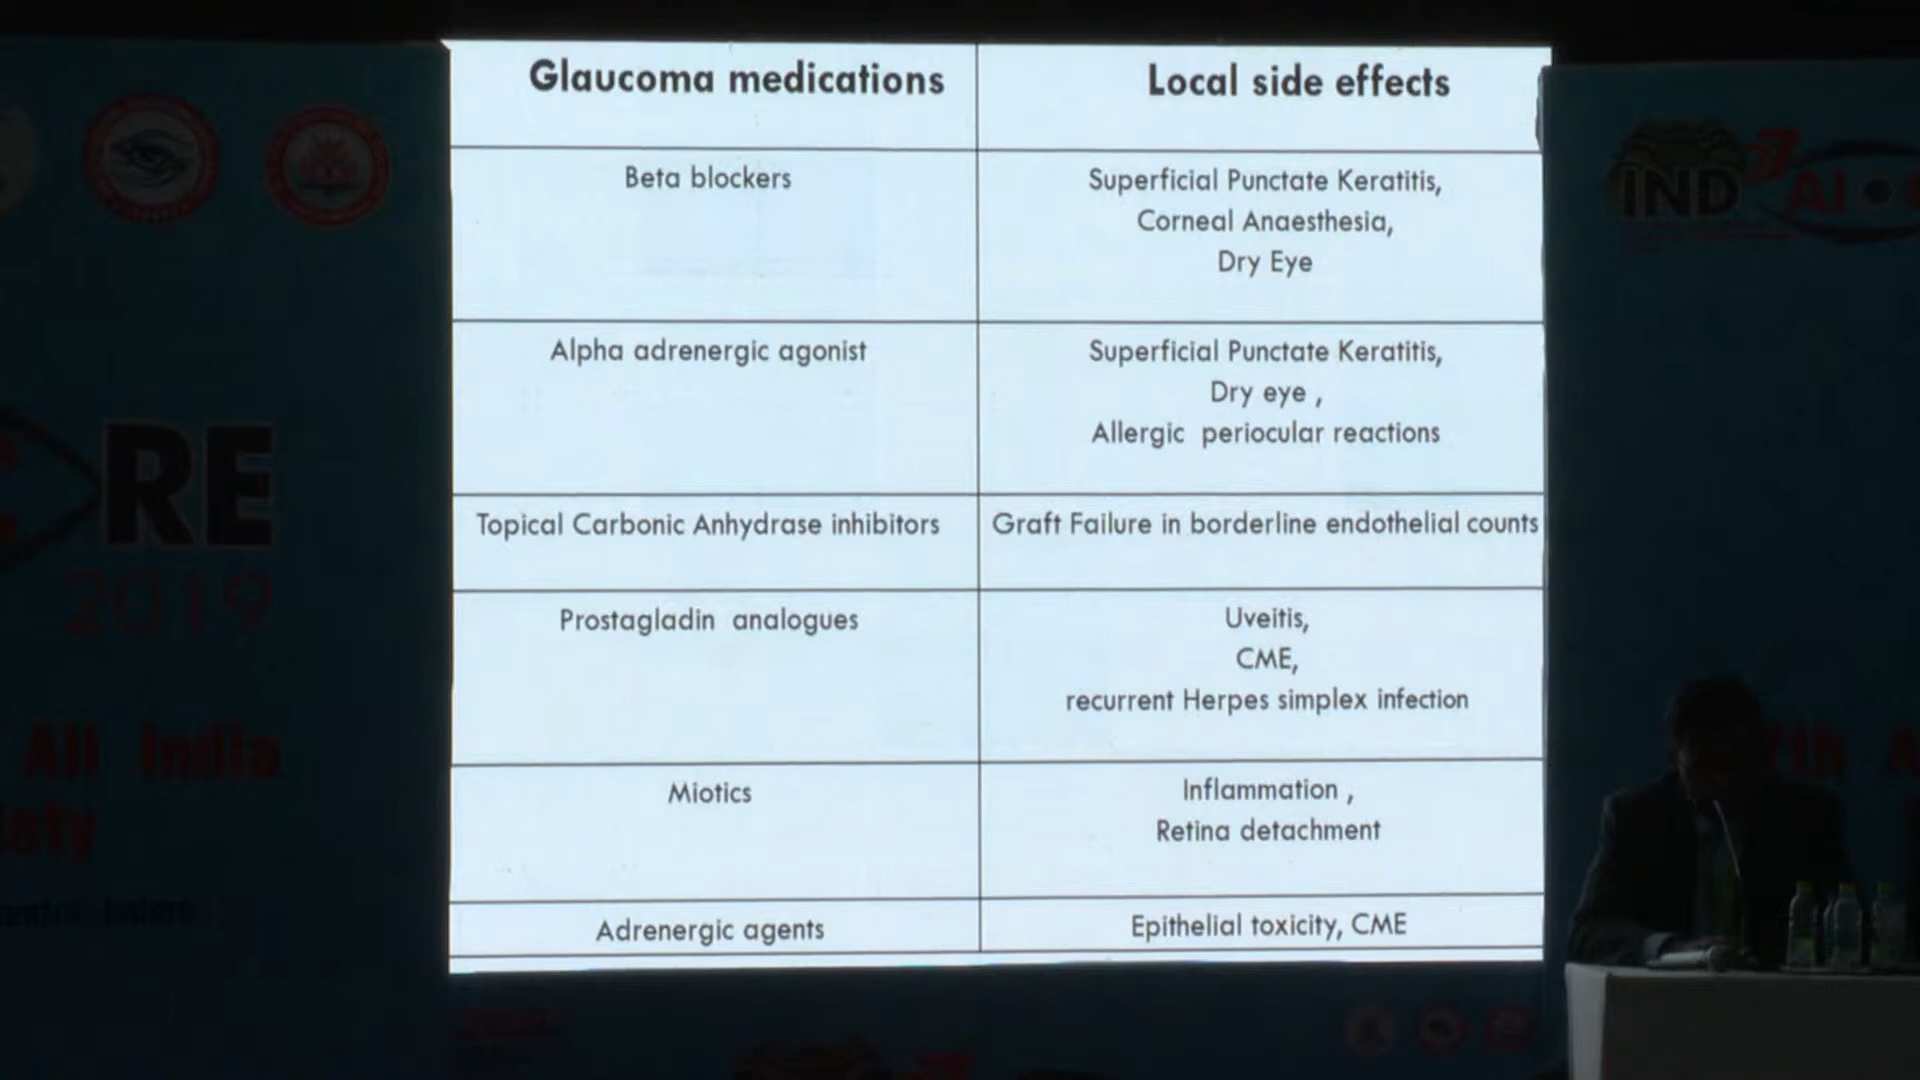 Glaucoma medications
Local side effects
Beta blockers
Superficial Punctate Keratitis,
Corneal Anaesthesia,
Dry Eye
Alpha adrenergic agonist
Superficial Punctate Keratitis,
Dry eye ,
Allergic periocular reactions
Topical Carbonic Anhydrase inhibitors
Graft Failure in borderline endothelial counts
Prostagladin analogues
Uveitis,
CME,
recurrent Herpes simplex infection
Miotics
Inflammation ,
Retina detachment
Adrenergic agents
Epithelial toxicity, CME
RE
2019
All India
IND